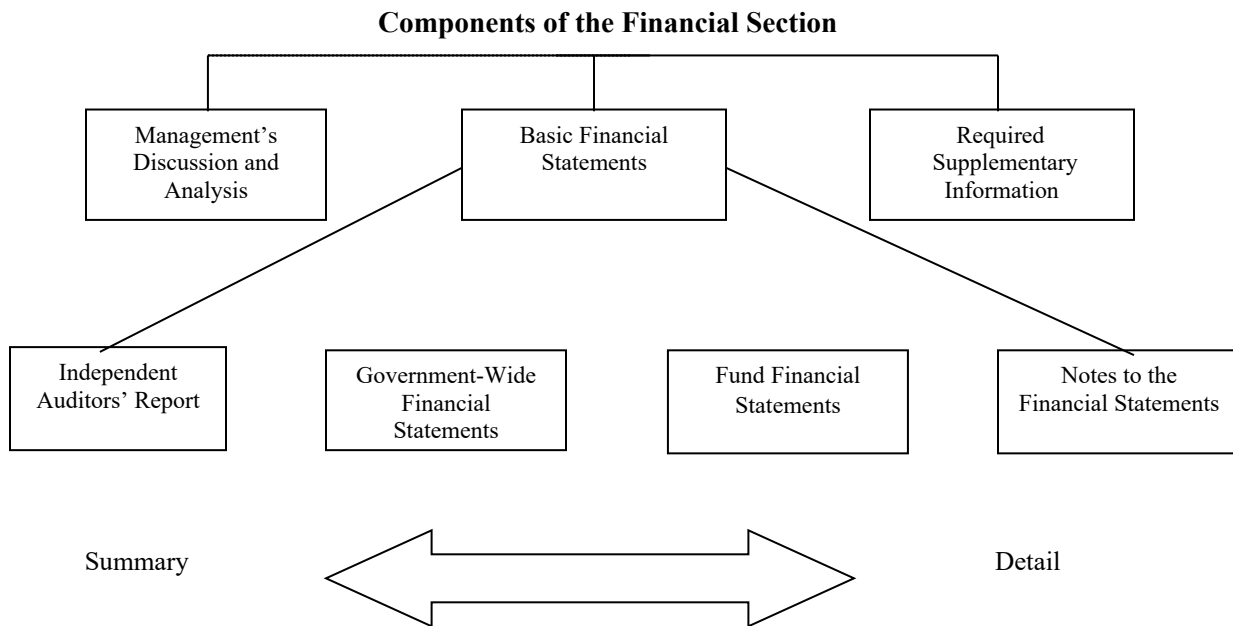 Components of the Financial Section
Management’s
Discussion and
Analysis
Basic Financial
Statements
Required
Supplementary
Information
Independent
Auditors’ Report
Government-Wide
Financial
Statements
Fund Financial
Statements
Notes to the
Financial Statements
Summary
Detail